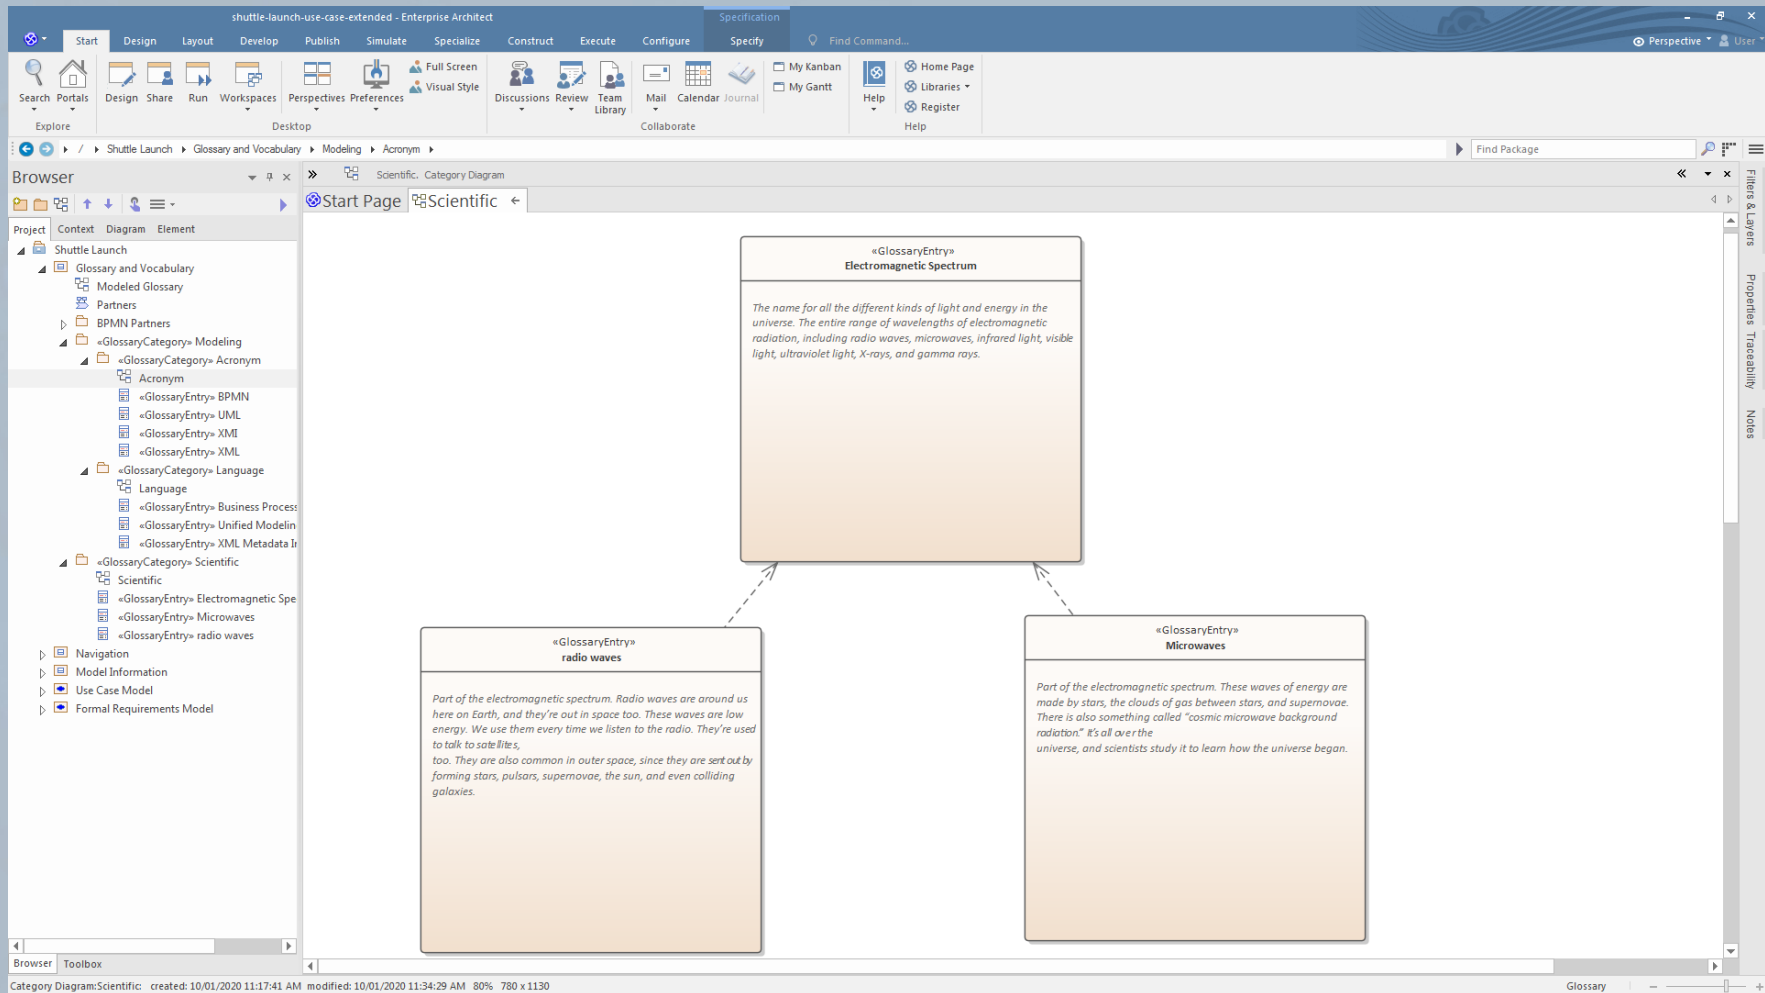 shuttle-launch-use-case-extended - Enterprise Architect
Specification
Start Design Layout Develop Publish Simulate Specialize Construct Execute Configure Specify Find Command... Perspective User
Search Portals
Explore
Design Share Run Workspaces Perspectives Preferences
Full Screen
Visual Style
Desktop
Discussions Review Team Library Mail Calendar Journal
My Kanban
My Gantt
Collaborate
Help
Home Page
Libraries
Register
Help
/ Shuttle Launch Glossary and Vocabulary Modeling Acronym
Find Package
Browser
Project Context Diagram Element
Shuttle Launch
Glossary and Vocabulary
Modeled Glossary
Partners
BPMN Partners
«GlossaryCategory» Modeling
«GlossaryCategory» Acronym
Acronym
«GlossaryEntry» BPMN
«GlossaryEntry» UML
«GlossaryEntry» XMI
«GlossaryEntry» XML
«GlossaryCategory» Language
Language
«GlossaryEntry» Business Process
«GlossaryEntry» Unified Modelin
«GlossaryEntry» XML Metadata In
«GlossaryCategory» Scientific
Scientific
«GlossaryEntry» Electromagnetic Spe
«GlossaryEntry» Microwaves
«GlossaryEntry» radio waves
Navigation
Model Information
Use Case Model
Formal Requirements Model
Browser Toolbox
Scientific. Category Diagram
Start Page Scientific
«GlossaryEntry»
Electromagnetic Spectrum
The name for all the different kinds of light and energy in the
universe. The entire range of wavelengths of electromagnetic
radiation, including radio waves, microwaves, infrared light, visible
light, ultraviolet light, X-rays, and gamma rays.
«GlossaryEntry»
radio waves
Part of the electromagnetic spectrum. Radio waves are around us
here on Earth, and they're out in space too. These waves are low
energy. We use them every time we listen to the radio. They're used
to talk to satellites,
too. They are also common in outer space, since they are sent out by
forming stars, pulsars, supernovae, the sun, and even colliding
galaxies.
«GlossaryEntry»
Microwaves
Part of the electromagnetic spectrum. These waves of energy are
made by stars, the clouds of gas between stars, and supernovae.
There is also something called “cosmic microwave background
radiation.” It's all over the
universe, and scientists study it to learn how the universe began.
Filters & Layers
Properties
Traceability
Notes
Category Diagram:Scientific: created: 10/01/2020 11:17:41 AM modified: 10/01/2020 11:34:29 AM 80% 780 x 1130
Glossary